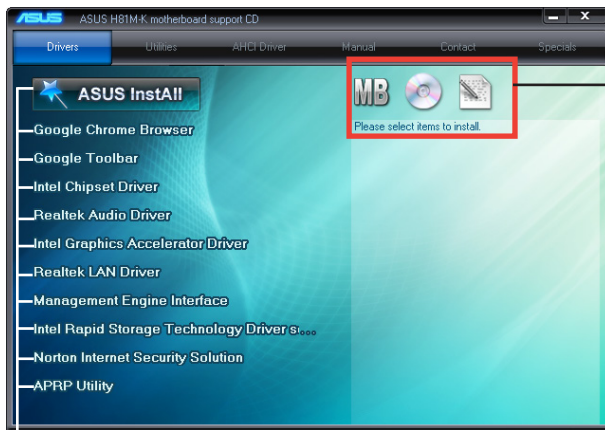 ASUS ASUS H81M-K motherboard support CD
Drivers Utilities AHCI Driver Manual Contact Specials
ASUS InstAll
MB
Please select items to install.
Google Chrome Browser
Google Toolbar
Intel Chipset Driver
Realtek Audio Driver
Intel Graphics Accelerator Driver
Realtek LAN Driver
Management Engine Interface
Intel Rapid Storage Technology Driver s...
Norton Internet Security Solution
APRP Utility